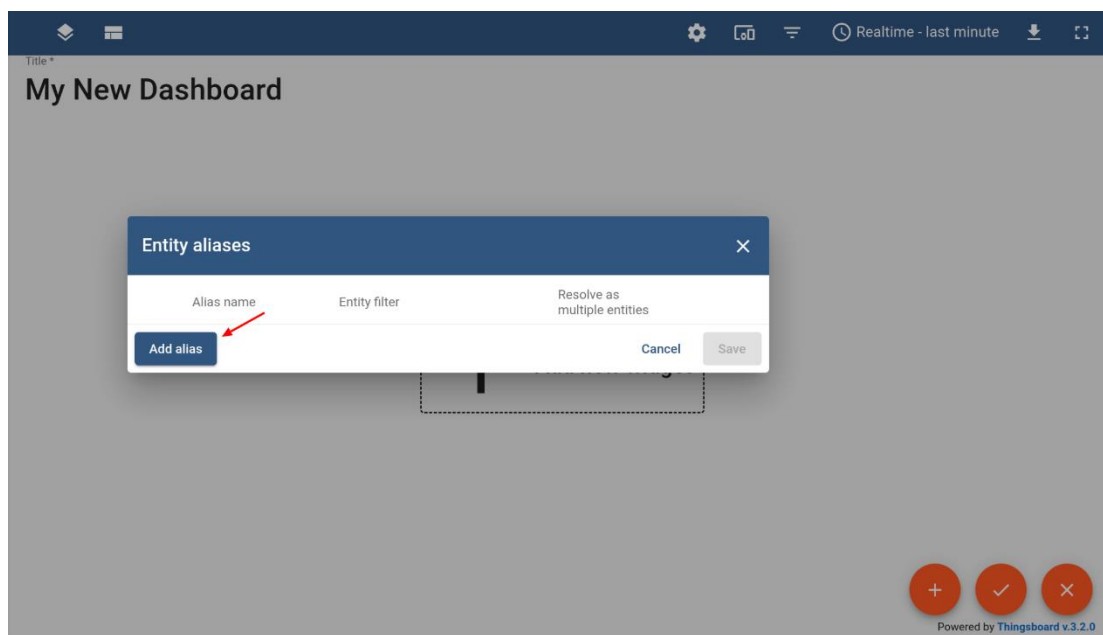 Realtime - last minute
Title *
My New Dashboard
Entity aliases
Alias name
Entity filter
Resolve as
multiple entities
Add alias
Cancel
Save
Powered by Thingsboard v.3.2.0